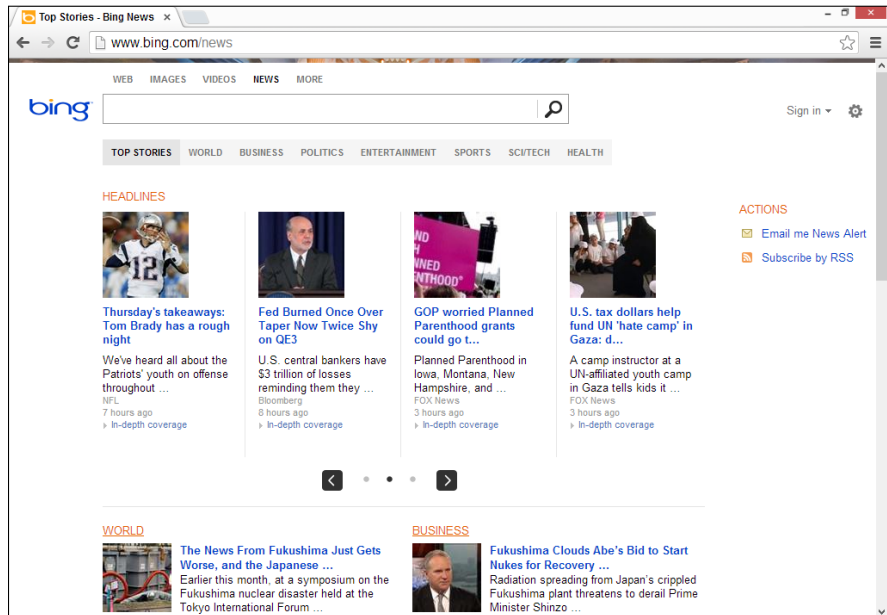 Top Stories - Bing News
www.bing.com/news
WEB IMAGES VIDEOS NEWS MORE
bing
Sign in
TOP STORIES WORLD BUSINESS POLITICS ENTERTAINMENT SPORTS SCI/TECH HEALTH
HEADLINES
12
Thursday's takeaways:
Tom Brady has a rough
night
We've heard all about the
Patriots' youth on offense
throughout ...
NFL
7 hours ago
In-depth coverage
Fed Burned Once Over
Taper Now Twice Shy
on QE3
U.S. central bankers have
$3 trillion of losses
reminding them they ...
Bloomberg
8 hours ago
In-depth coverage
GOP worried Planned
Parenthood grants
could go t...
Planned Parenthood in
Iowa, Montana, New
Hampshire, and ...
FOX News
3 hours ago
In-depth coverage
U.S. tax dollars help
fund UN 'hate camp' in
Gaza: d...
A camp instructor at a
UN-affiliated youth camp
in Gaza tells kids it ...
FOX News
3 hours ago
In-depth coverage
ACTIONS
Email me News Alert
Subscribe by RSS
WORLD
The News From Fukushima Just Gets
Worse, and the Japanese ...
Earlier this month, at a symposium on the
Fukushima nuclear disaster held at the
Tokyo International Forum ...
BUSINESS
Fukushima Clouds Abe's Bid to Start
Nukes for Recovery ...
Radiation spreading from Japan's crippled
Fukushima plant threatens to derail Prime
Minister Shinzo ...